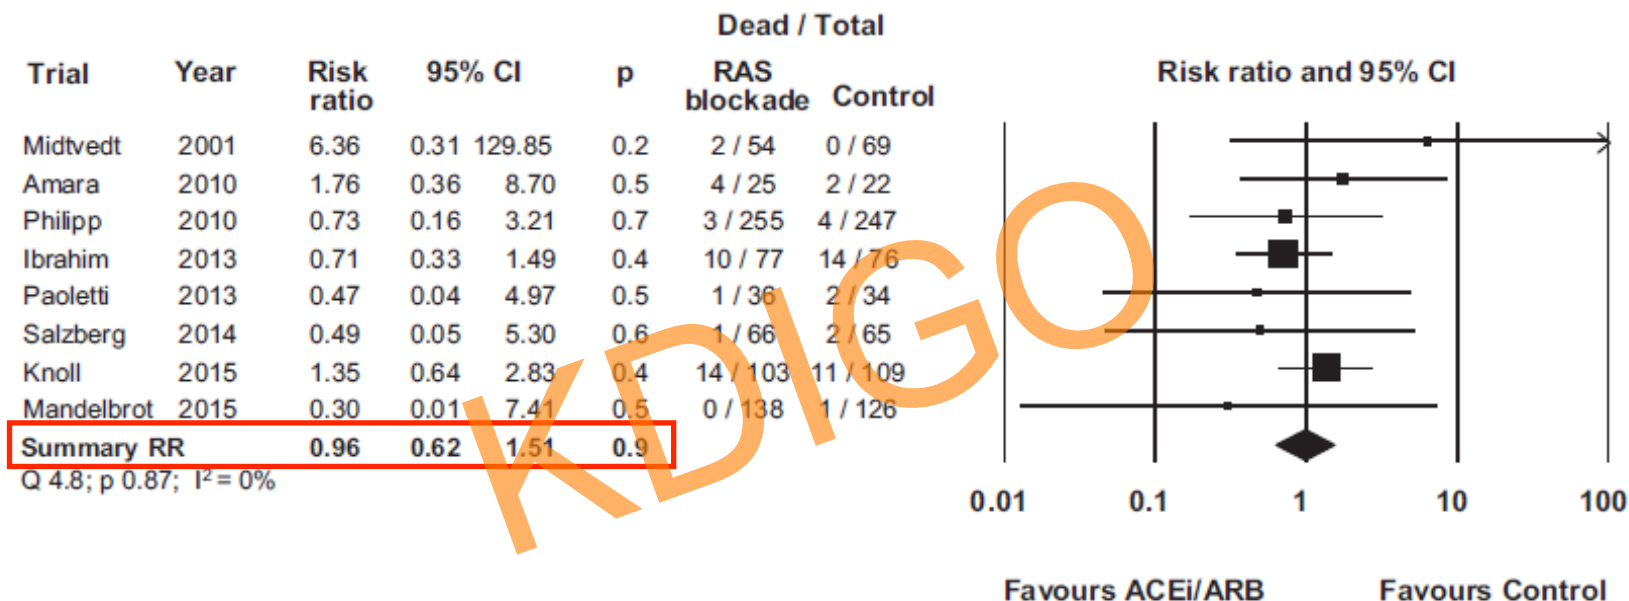 Dead / Total
Trial Year Risk ratio 95% CI p RAS blockade Control Risk ratio and 95% CI
Midtvedt 2001 6.36 0.31 129.85 0.2 2 / 54 0 / 69
Amara 2010 1.76 0.36 8.70 0.5 4 / 25 2 / 22
Philipp 2010 0.73 0.16 3.21 0.7 3 / 255 4 / 247
Ibrahim 2013 0.71 0.33 1.49 0.4 10 / 77 14 / 76
Paoletti 2013 0.47 0.04 4.97 0.5 1 / 36 2 / 34
Salzberg 2014 0.49 0.05 5.30 0.6 1 / 66 2 / 65
Knoll 2015 1.35 0.64 2.83 0.4 14 / 103 11 / 109
Mandelbrot 2015 0.30 0.01 7.41 0.5 0 / 138 1 / 126
Summary RR 0.96 0.62 1.51 0.9
Q 4.8; p 0.87; I² = 0%
0.01 0.1 1 10 100
Favours ACEi/ARB Favours Control
KDIGO